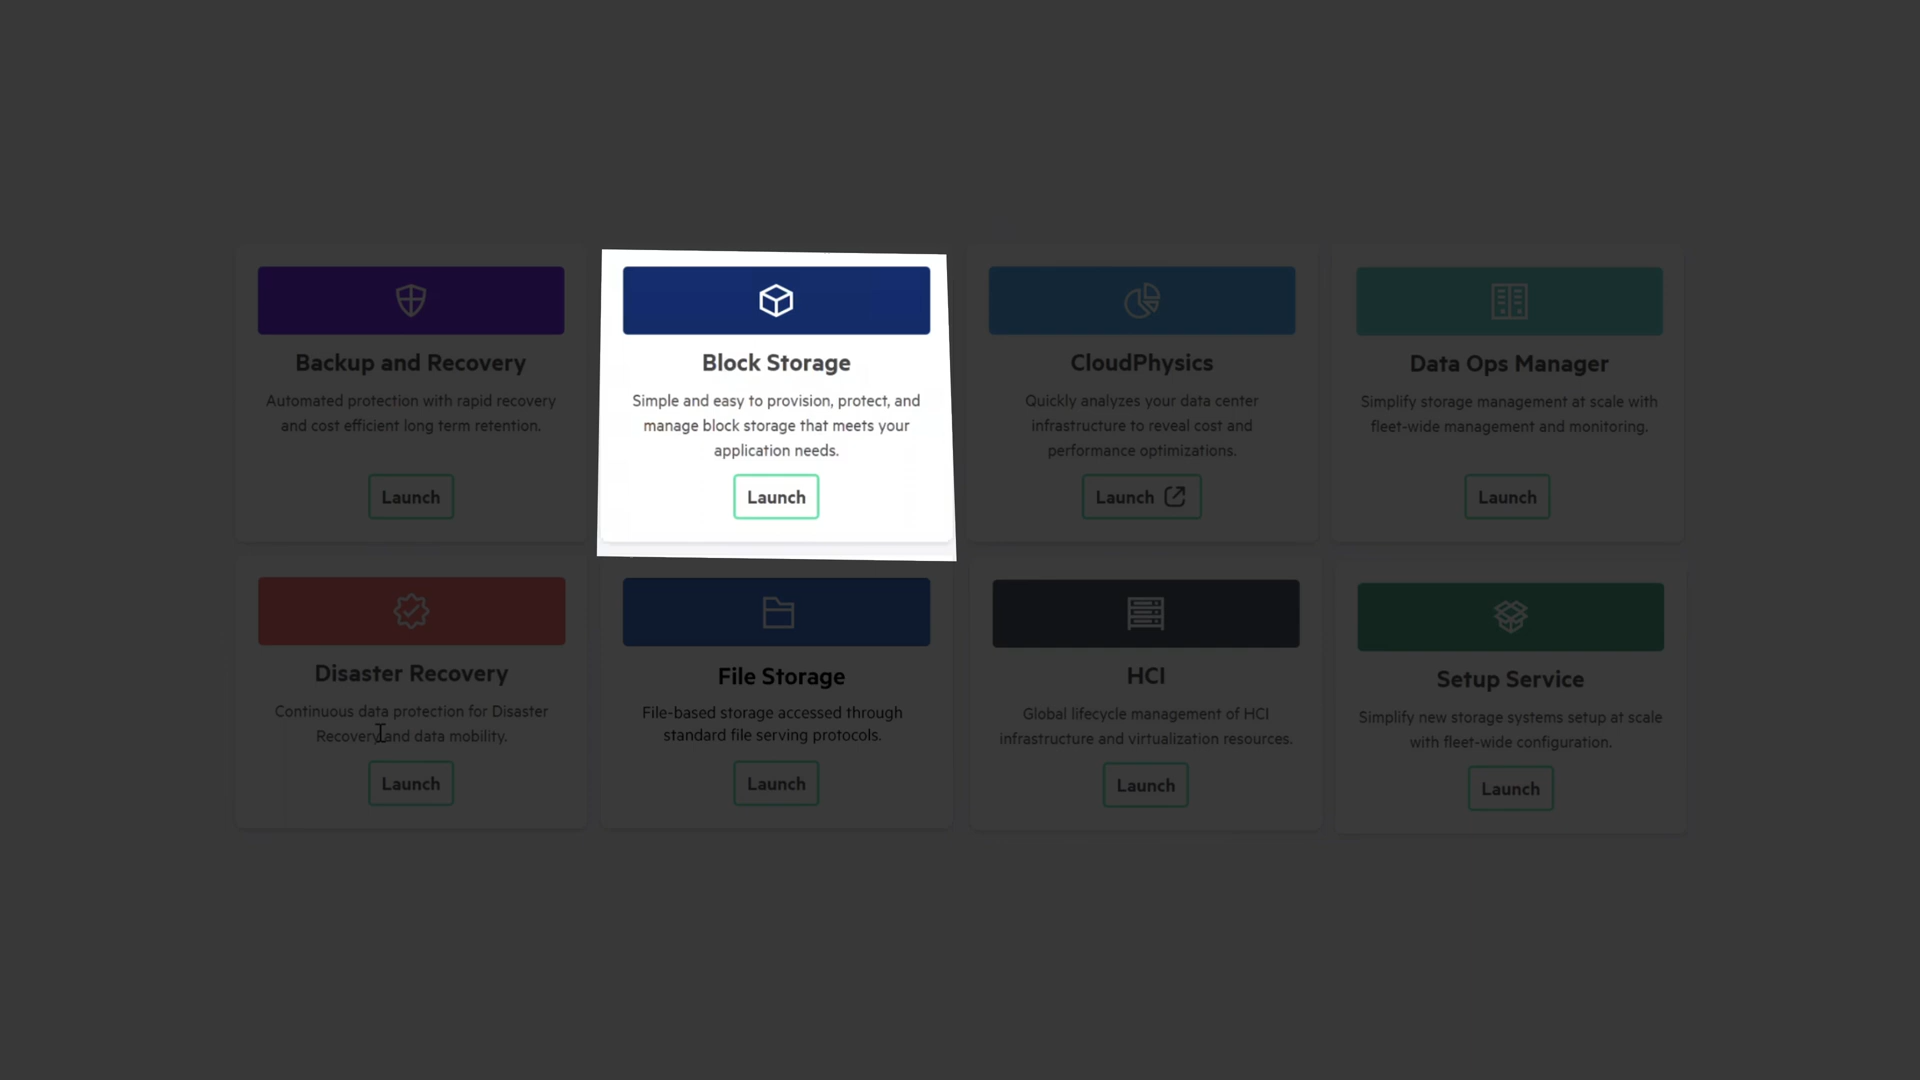 Backup and Recovery
Automated protection with rapid recovery
and cost efficient long term retention.
Launch
Block Storage
Simple and easy to provision, protect, and
manage block storage that meets your
application needs.
Launch
CloudPhysics
Quickly analyzes your data center
infrastructure to reveal cost and
performance optimizations.
Launch
Data Ops Manager
Simplify storage management at scale with
fleet-wide management and monitoring.
Launch
Disaster Recovery
Continuous data protection for Disaster
Recovery and data mobility.
Launch
File Storage
File-based storage accessed through
standard file serving protocols.
Launch
HCI
Global lifecycle management of HCI
infrastructure and virtualization resources.
Launch
Setup Service
Simplify new storage systems setup at scale
with fleet-wide configuration.
Launch